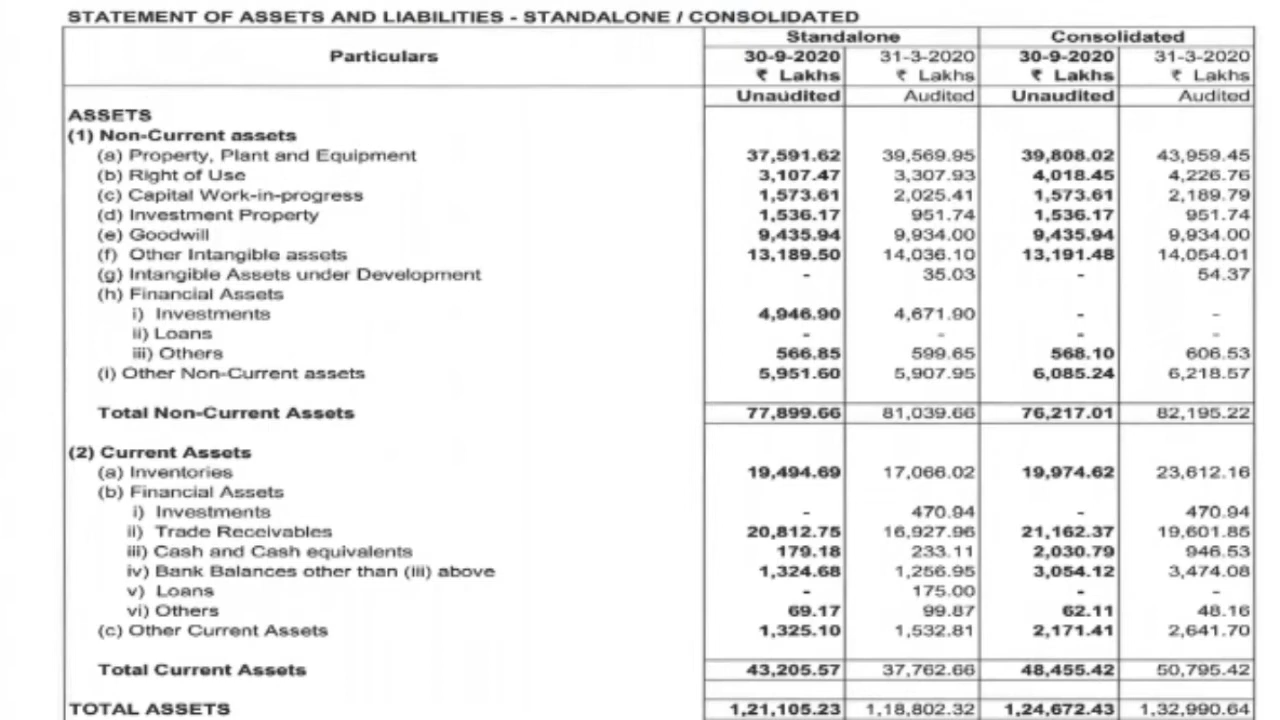 STATEMENT OF ASSETS AND LIABILITIES - STANDALONE / CONSOLIDATED
Particulars Standalone Consolidated
30-9-2020 31-3-2020 30-9-2020 31-3-2020
₹ Lakhs ₹ Lakhs ₹ Lakhs ₹ Lakhs
Unaudited Audited Unaudited Audited
ASSETS
(1) Non-Current assets
(a) Property, Plant and Equipment 37,591.62 39,569.95 39,808.02 43,959.45
(b) Right of Use 3,107.47 3,307.93 4,018.45 4,226.76
(c) Capital Work-in-progress 1,573.61 2,025.41 1,573.61 2,189.79
(d) Investment Property 1,536.17 951.74 1,536.17 951.74
(e) Goodwill 9,435.94 9,934.00 9,435.94 9,934.00
(f) Other Intangible assets 13,189.50 14,036.10 13,191.48 14,054.01
(g) Intangible Assets under Development - 35.03 - 54.37
(h) Financial Assets
i) Investments 4,946.90 4,671.90 - -
ii) Loans - - - -
iii) Others 566.85 599.65 568.10 606.53
(i) Other Non-Current assets 5,951.60 5,907.95 6,085.24 6,218.57
Total Non-Current Assets 77,899.66 81,039.66 76,217.01 82,195.22
(2) Current Assets
(a) Inventories 19,494.69 17,066.02 19,974.62 23,612.16
(b) Financial Assets
i) Investments - 470.94 - 470.94
ii) Trade Receivables 20,812.75 16,927.96 21,162.37 19,601.85
iii) Cash and Cash equivalents 179.18 233.11 2,030.79 946.53
iv) Bank Balances other than (iii) above 1,324.68 1,256.95 3,054.12 3,474.08
v) Loans - 175.00 - -
vi) Others 69.17 99.87 62.11 48.16
(c) Other Current Assets 1,325.10 1,532.81 2,171.41 2,641.70
Total Current Assets 43,205.57 37,762.66 48,455.42 50,795.42
TOTAL ASSETS 1,21,105.23 1,18,802.32 1,24,672.43 1,32,990.64